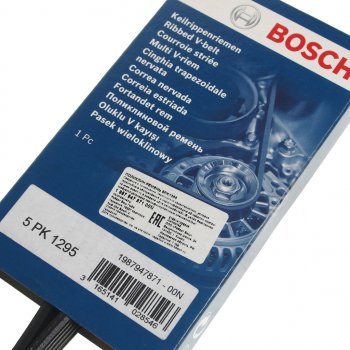 BOSCH
Keilrippenriemen
Ribbed V-belt
Courroie striée
Multi V-riem
Cinghia trapezoidale
nervata
Correa nervada
Correia estriada
Fortandet rem
Поликлиновой ремень
Oluklu V kayışı
Pasek wieloklinowy
1 Pc
5 PK 1295
1987947871 - 00N
3 165141 028546